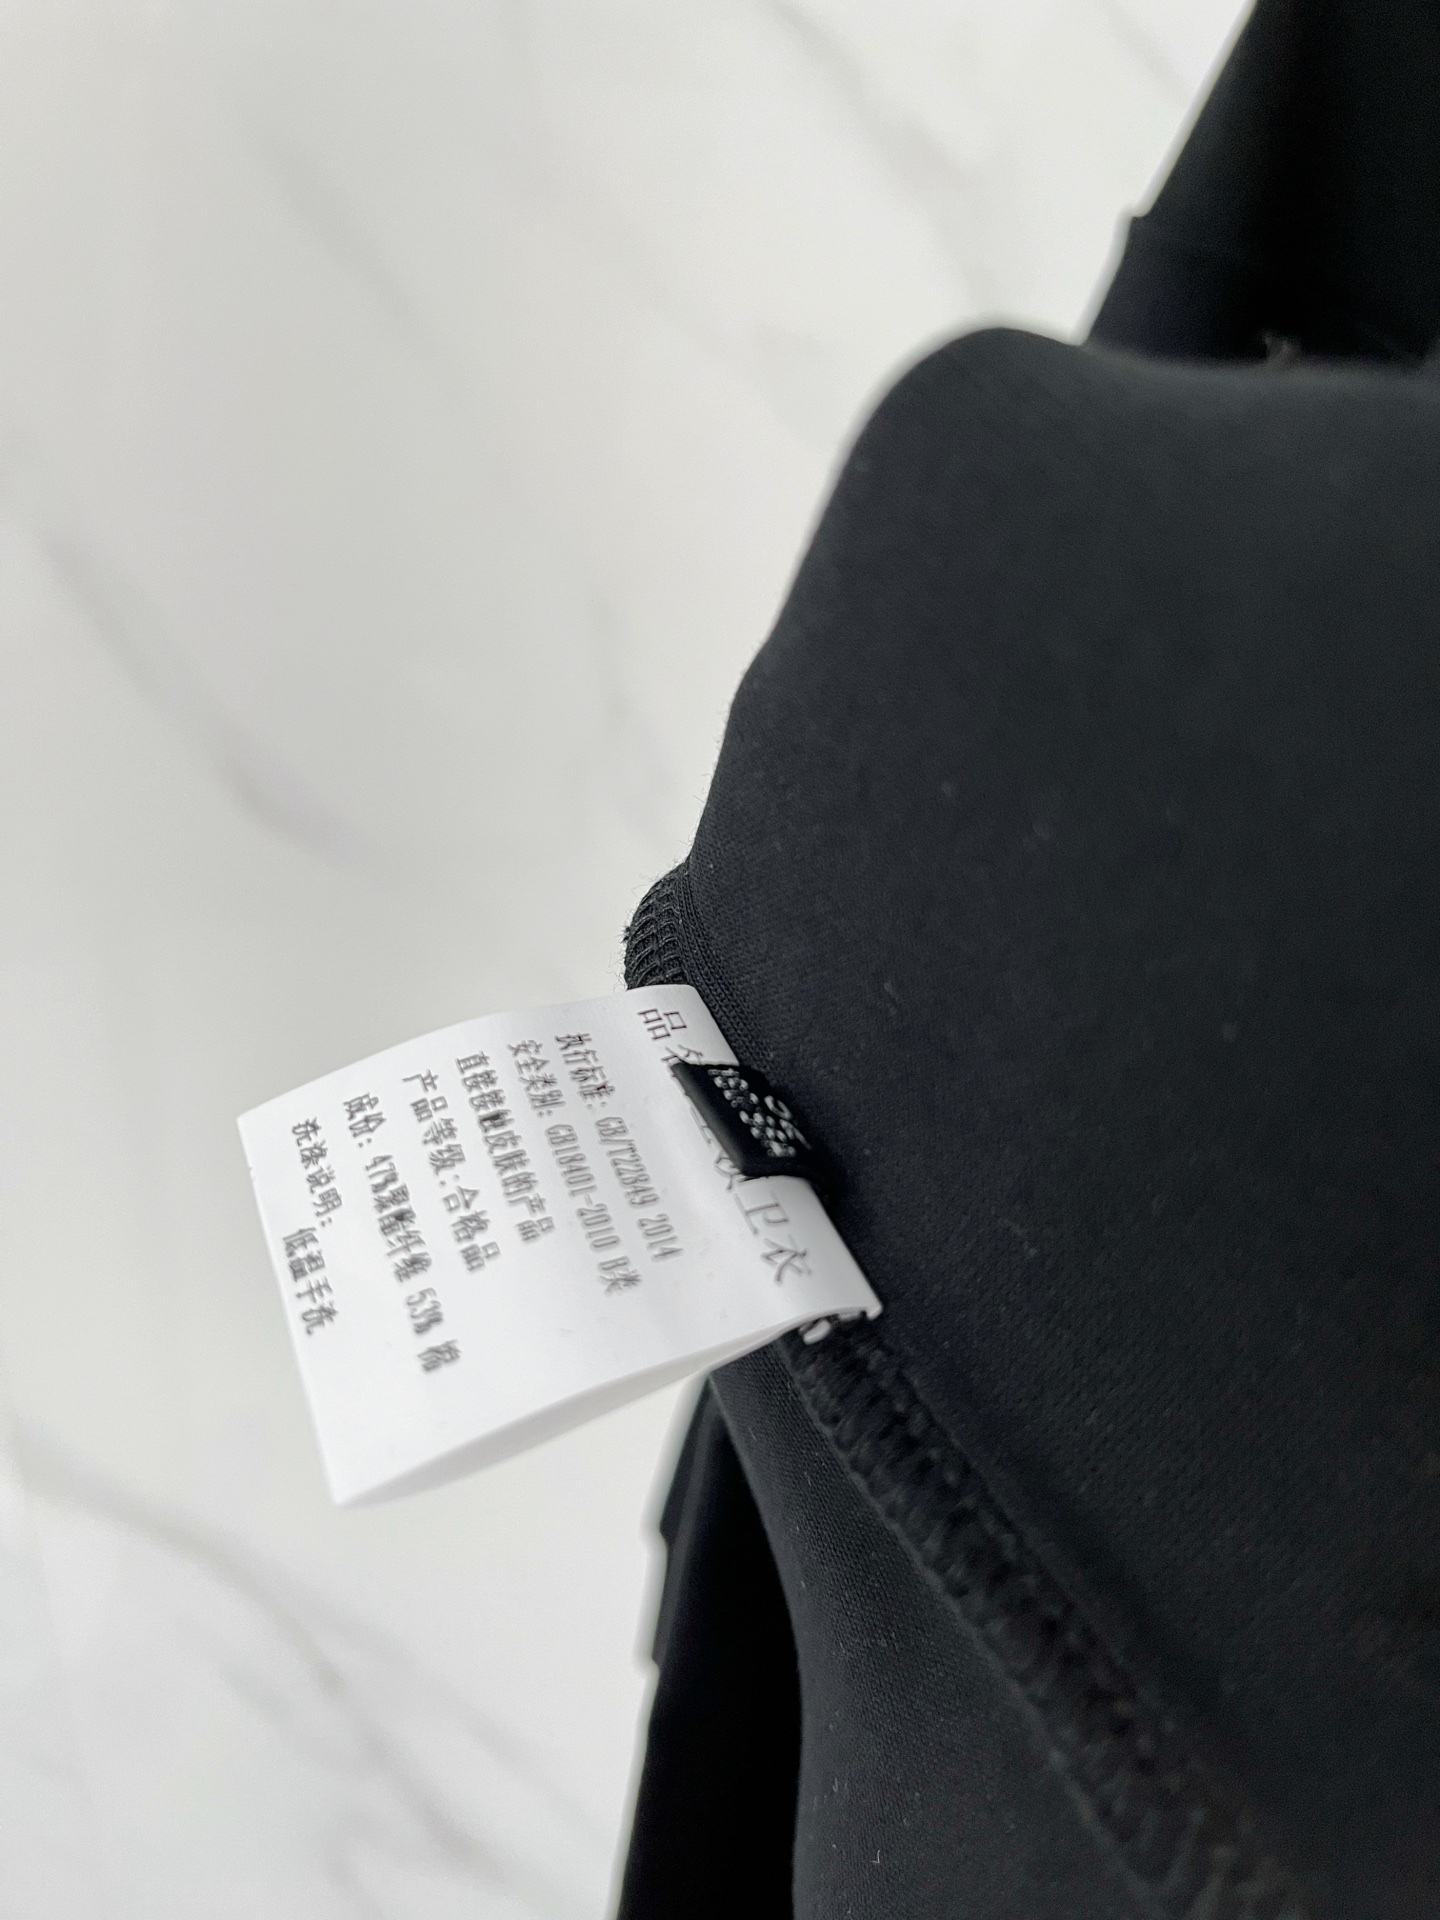 品名
卫衣
执行标准：GB/T22849 2014
安全类别：GB18401-2010 B类
直接接触皮肤的产品
产品等级：合格品
成份：47%聚酯纤维 53% 棉
洗涤说明：
低温手洗